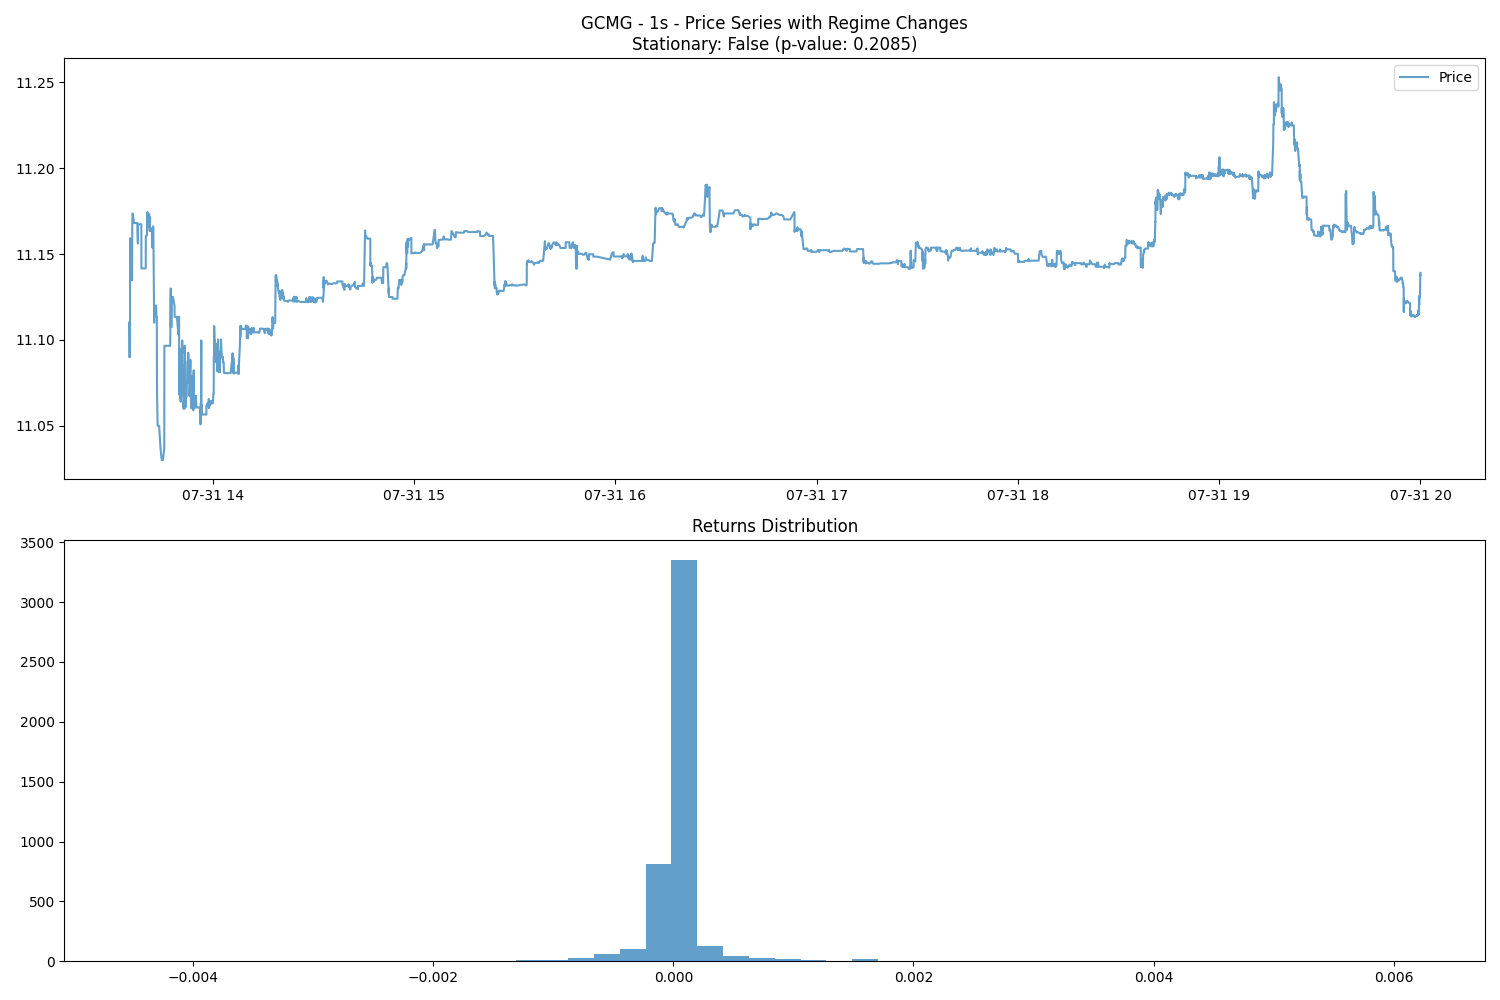 GCMG - 1s - Price Series with Regime Changes
Stationary: False (p-value: 0.2085)
Price
11.25
11.20
11.15
11.10
11.05
07-31 14 07-31 15 07-31 16 07-31 17 07-31 18 07-31 19 07-31 20
Returns Distribution
3500
3000
2500
2000
1500
1000
500
0
−0.004 −0.002 0.000 0.002 0.004 0.006